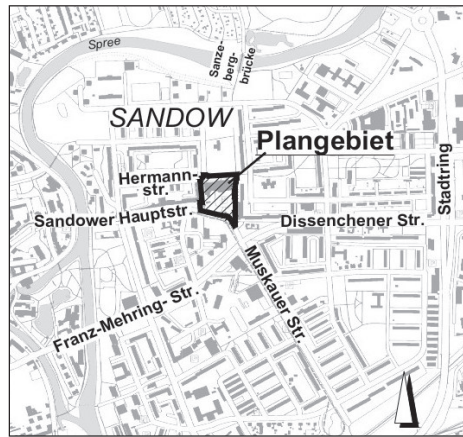 Spree
Sanze-
berg-
brücke
SANDOW
Plangebiet
Hermann-
str.
Stadtring
Sandower Hauptstr.
Dissenchener Str.
Muskauer Str.
Franz-Mehring- Str.